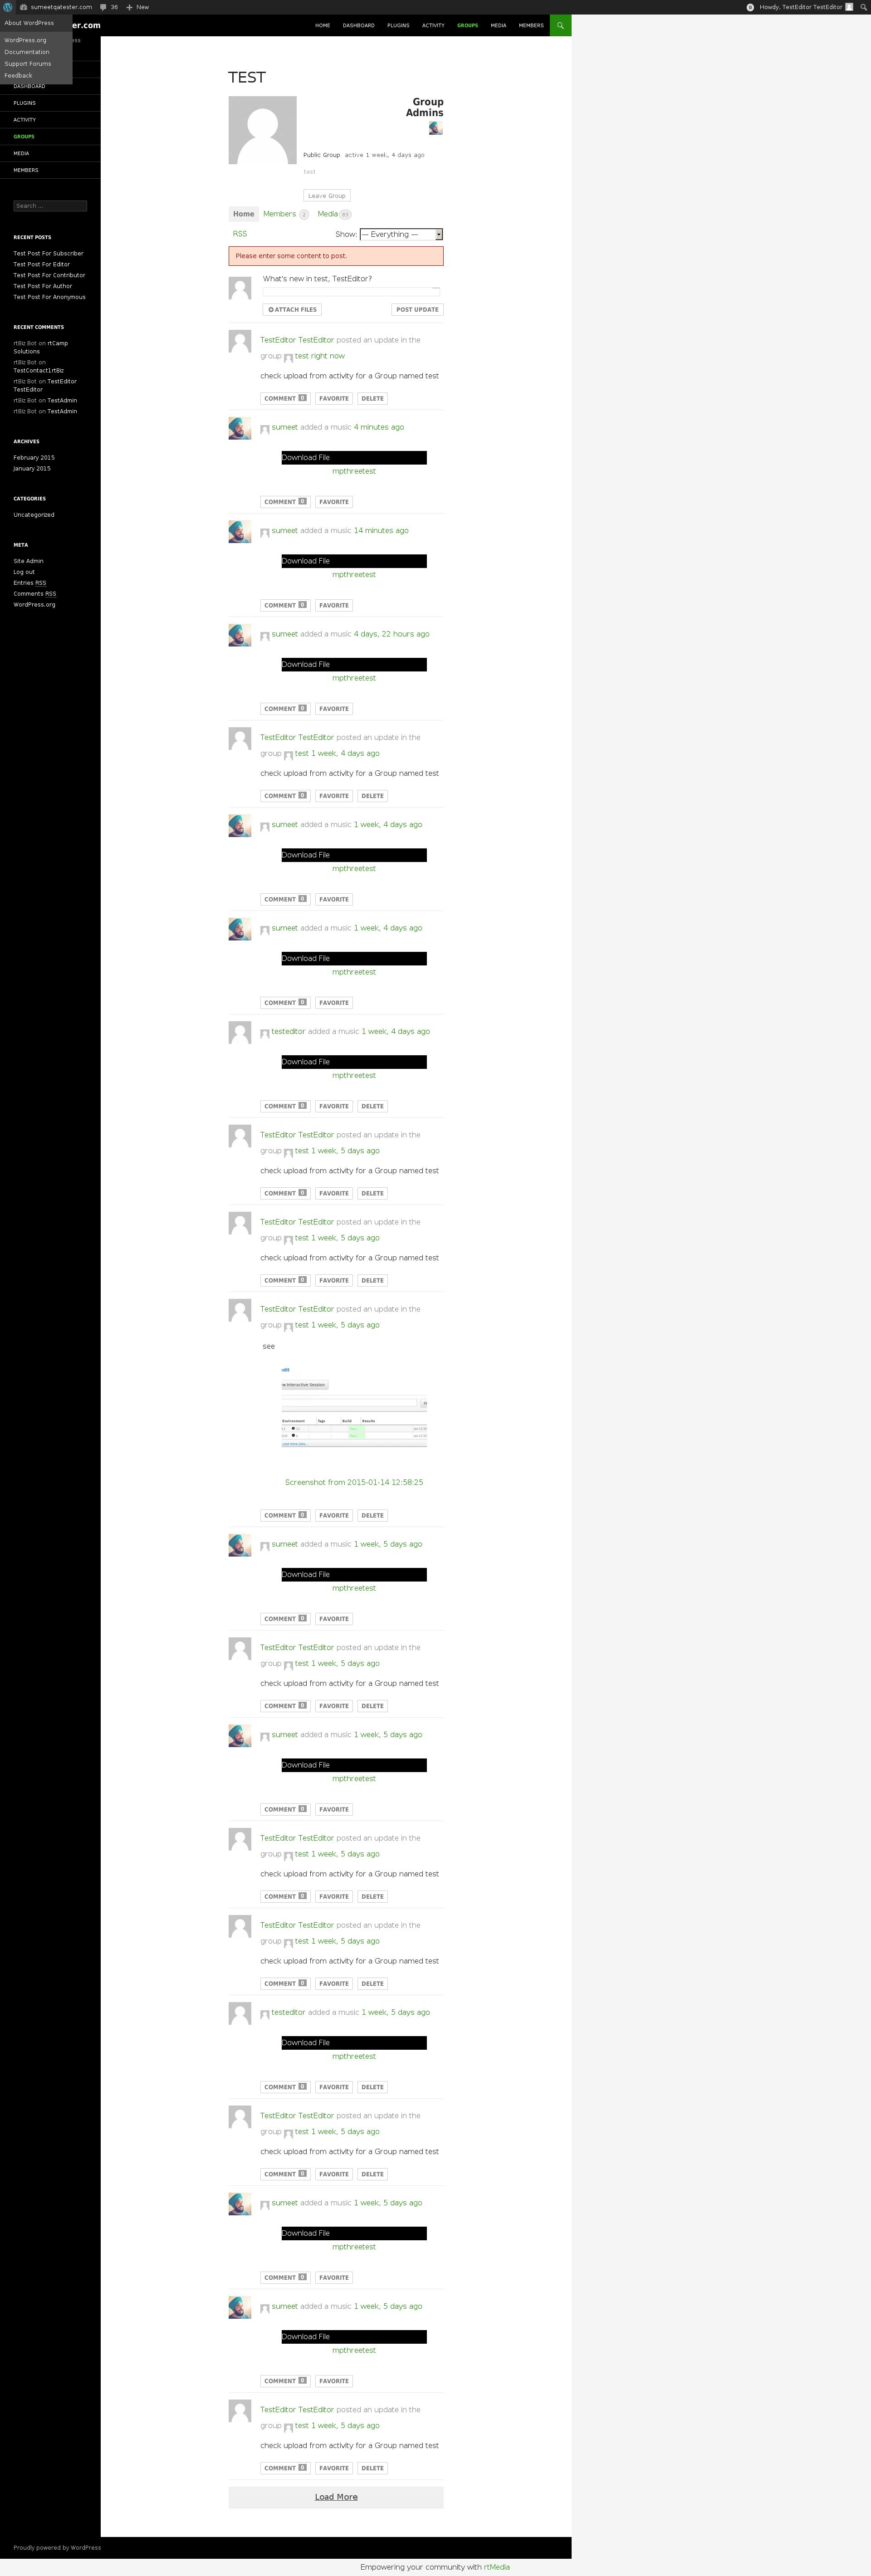 sumeetqatester.com 36 New Howdy, TestEditor TestEditor
About WordPress
WordPress.org
Documentation
Support Forums
Feedback
HOME DASHBOARD PLUGINS ACTIVITY GROUPS MEDIA MEMBERS
DASHBOARD
PLUGINS
ACTIVITY
GROUPS
MEDIA
MEMBERS
Search ...
RECENT POSTS
Test Post For Subscriber
Test Post For Editor
Test Post For Contributor
Test Post For Author
Test Post For Anonymous
RECENT COMMENTS
rtBiz Bot on rtCamp
Solutions
rtBiz Bot on
TestContact1rtBiz
rtBiz Bot on TestEditor
TestEditor
rtBiz Bot on TestAdmin
rtBiz Bot on TestAdmin
ARCHIVES
February 2015
January 2015
CATEGORIES
Uncategorized
META
Site Admin
Log out
Entries RSS
Comments RSS
WordPress.org
TEST
Group
Admins
Public Group active 1 week, 4 days ago
test
Leave Group
Home Members 2 Media
RSS Show: — Everything —
Please enter some content to post.
What's new in test, TestEditor?
ATTACH FILES POST UPDATE
TestEditor TestEditor posted an update in the
group test right now
check upload from activity for a Group named test
COMMENT 0 FAVORITE DELETE
sumeet added a music 4 minutes ago
Download File
mpthreetest
COMMENT 0 FAVORITE
sumeet added a music 14 minutes ago
Download File
mpthreetest
COMMENT 0 FAVORITE
sumeet added a music 4 days, 22 hours ago
Download File
mpthreetest
COMMENT 0 FAVORITE
TestEditor TestEditor posted an update in the
group test 1 week, 4 days ago
check upload from activity for a Group named test
COMMENT 0 FAVORITE DELETE
sumeet added a music 1 week, 4 days ago
Download File
mpthreetest
COMMENT 0 FAVORITE
sumeet added a music 1 week, 4 days ago
Download File
mpthreetest
COMMENT 0 FAVORITE
testeditor added a music 1 week, 4 days ago
Download File
mpthreetest
COMMENT 0 FAVORITE DELETE
TestEditor TestEditor posted an update in the
group test 1 week, 5 days ago
check upload from activity for a Group named test
COMMENT 0 FAVORITE DELETE
TestEditor TestEditor posted an update in the
group test 1 week, 5 days ago
check upload from activity for a Group named test
COMMENT 0 FAVORITE DELETE
TestEditor TestEditor posted an update in the
group test 1 week, 5 days ago
see
Interactive Session
Environment Tags Build Results
Screenshot from 2015-01-14 12:58:25
COMMENT 0 FAVORITE DELETE
sumeet added a music 1 week, 5 days ago
Download File
mpthreetest
COMMENT 0 FAVORITE
TestEditor TestEditor posted an update in the
group test 1 week, 5 days ago
check upload from activity for a Group named test
COMMENT 0 FAVORITE DELETE
sumeet added a music 1 week, 5 days ago
Download File
mpthreetest
COMMENT 0 FAVORITE
TestEditor TestEditor posted an update in the
group test 1 week, 5 days ago
check upload from activity for a Group named test
COMMENT 0 FAVORITE DELETE
TestEditor TestEditor posted an update in the
group test 1 week, 5 days ago
check upload from activity for a Group named test
COMMENT 0 FAVORITE DELETE
testeditor added a music 1 week, 5 days ago
Download File
mpthreetest
COMMENT 0 FAVORITE DELETE
TestEditor TestEditor posted an update in the
group test 1 week, 5 days ago
check upload from activity for a Group named test
COMMENT 0 FAVORITE DELETE
sumeet added a music 1 week, 5 days ago
Download File
mpthreetest
COMMENT 0 FAVORITE
sumeet added a music 1 week, 5 days ago
Download File
mpthreetest
COMMENT 0 FAVORITE
TestEditor TestEditor posted an update in the
group test 1 week, 5 days ago
check upload from activity for a Group named test
COMMENT 0 FAVORITE DELETE
Load More
Proudly powered by WordPress
Empowering your community with rtMedia